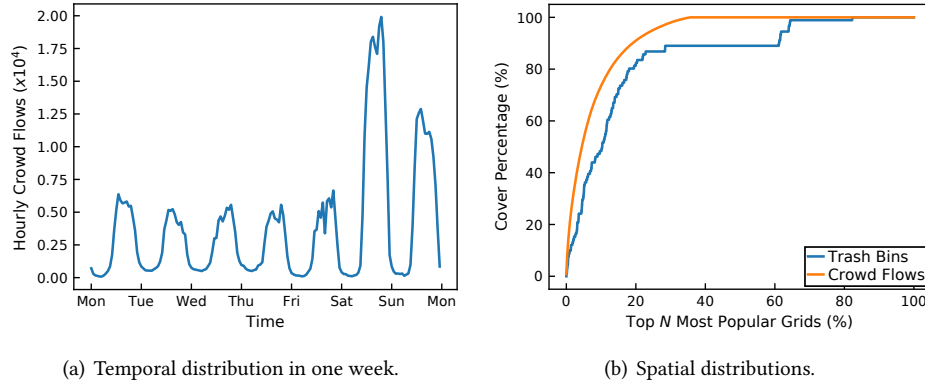 2.00
1.75
1.50
1.25
1.00
0.75
0.50
0.25
0.00
Hourly Crowd Flows (x10⁴)
Mon Tue Wed Thu Fri Sat Sun Mon
Time
(a) Temporal distribution in one week.
100
80
60
40
20
0
Cover Percentage (%)
Trash Bins
Crowd Flows
0 20 40 60 80 100
Top N Most Popular Grids (%)
(b) Spatial distributions.